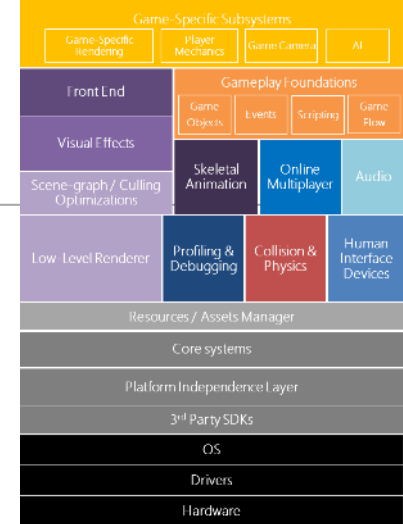 Game-Specific Subsystems
Game-Specific
Rendering
Player
Mechanics
Game Camera
AI
Front End
Gameplay Foundations
Game
Objects
Events
Scripting
Game
Flow
Visual Effects
Skeletal
Animation
Online
Multiplayer
Audio
Scene-graph / Culling
Optimizations
Low-Level Renderer
Profiling &
Debugging
Collision &
Physics
Human
Interface
Devices
Resources / Assets Manager
Core systems
Platform Independence Layer
3rd Party SDKs
OS
Drivers
Hardware